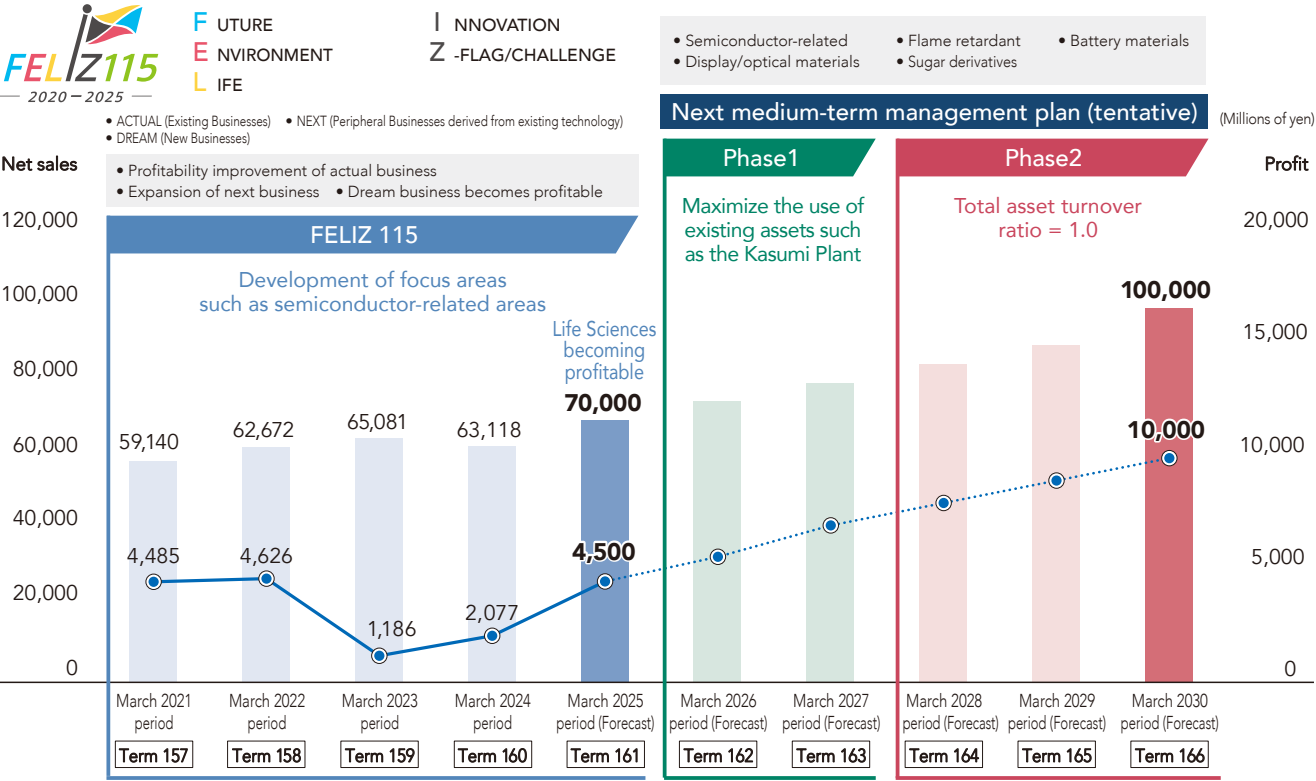 FELIZ115
2020 – 2025
F UTURE
E NVIRONMENT
L IFE
I NNOVATION
Z -FLAG/CHALLENGE
• Semiconductor-related • Flame retardant • Battery materials
• Display/optical materials • Sugar derivatives
• ACTUAL (Existing Businesses) • NEXT (Peripheral Businesses derived from existing technology)
• DREAM (New Businesses)
Next medium-term management plan (tentative)
(Millions of yen)
Net sales
• Profitability improvement of actual business
• Expansion of next business • Dream business becomes profitable
Phase1
Phase2
Profit
120,000
100,000
80,000
60,000
40,000
20,000
0
FELIZ 115
Development of focus areas
such as semiconductor-related areas
Life Sciences
becoming
profitable
Maximize the use of
existing assets such
as the Kasumi Plant
Total asset turnover
ratio = 1.0
59,140
62,672
65,081
63,118
70,000
100,000
4,485
4,626
1,186
2,077
4,500
10,000
20,000
15,000
10,000
5,000
0
March 2021
period
Term 157
March 2022
period
Term 158
March 2023
period
Term 159
March 2024
period
Term 160
March 2025
period (Forecast)
Term 161
March 2026
period (Forecast)
Term 162
March 2027
period (Forecast)
Term 163
March 2028
period (Forecast)
Term 164
March 2029
period (Forecast)
Term 165
March 2030
period (Forecast)
Term 166